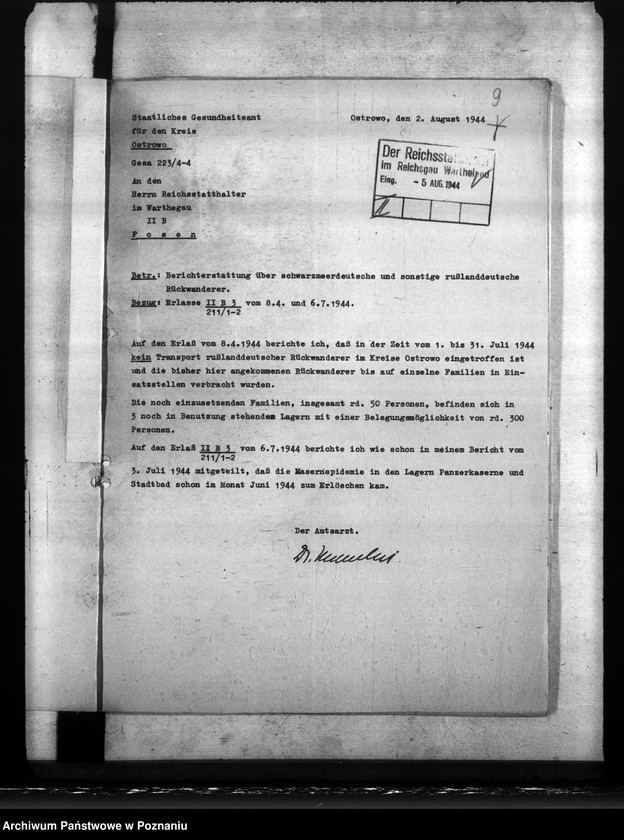 9
Staatliches Gesundheitsamt
für den Kreis
Ostrowo
Gesa 223/4-4
Ostrowo, den 2. August 1944
Der Reichssta
im Reichsgau Wartheland
Eing. - 5 AUG. 1944
An den
Herrn Reichsstatthalter
im Warthegau
II B
P o s e n
Betr.: Berichterstattung über schwarzmeerdeutsche und sonstige rußlanddeutsche
Rückwanderer.
Bezug: Erlasse II B 3 vom 8.4. und 6.7.1944.
211/1-2
Auf den Erlaß vom 8.4.1944 berichte ich, daß in der Zeit vom 1. bis 31. Juli 1944
kein Transport rußlanddeutscher Rückwanderer im Kreise Ostrowo eingetroffen ist
und die bisher hier angekommenen Rückwanderer bis auf einzelne Familien in Ein-
satzstellen verbracht wurden.
Die noch einzusetzenden Familien, insgesamt rd. 50 Personen, befinden sich in
3 noch in Benutzung stehendem Lagern mit einer Belegungsmöglichkeit von rd. 300
Personen.
Auf den Erlaß II B 3 vom 6.7.1944 berichte ich wie schon in meinem Bericht vom
211/1-2
3. Juli 1944 mitgeteilt, daß die Masernepidemie in den Lagern Panzerkaserne und
Stadtbad schon im Monat Juni 1944 zum Erlöschen kam.
Der Amtsarzt.
Dr.
Archiwum Państwowe w Poznaniu